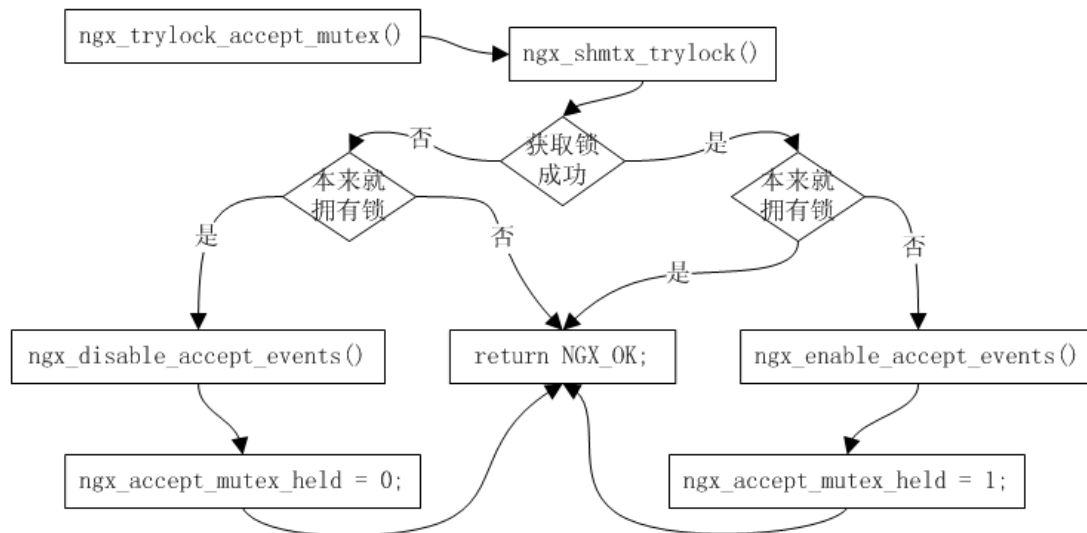 ngx_trylock_accept_mutex()
ngx_shmtx_trylock()
否
获取锁
成功
是
本来就
拥有锁
本来就
拥有锁
是
否
是
否
ngx_disable_accept_events()
return NGX_OK;
ngx_enable_accept_events()
ngx_accept_mutex_held = 0;
ngx_accept_mutex_held = 1;